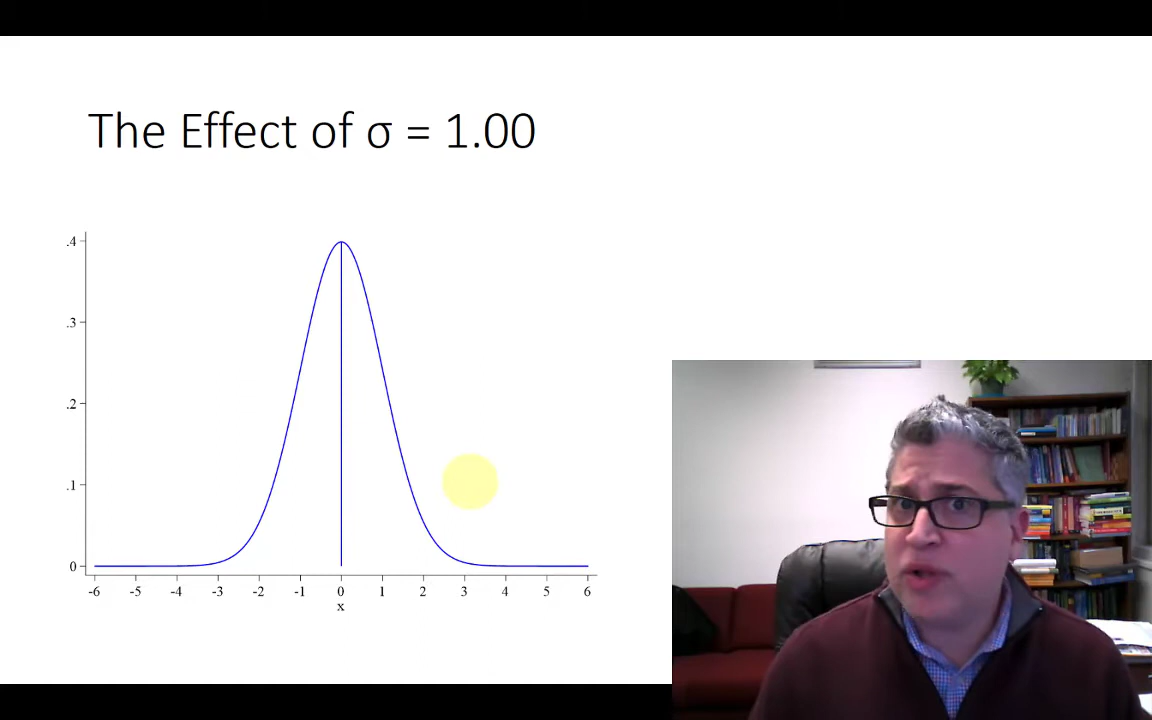 The Effect of σ = 1.00
.4
.3
.2
.1
0
-6 -5 -4 -3 -2 -1 0 1 2 3 4 5 6
x